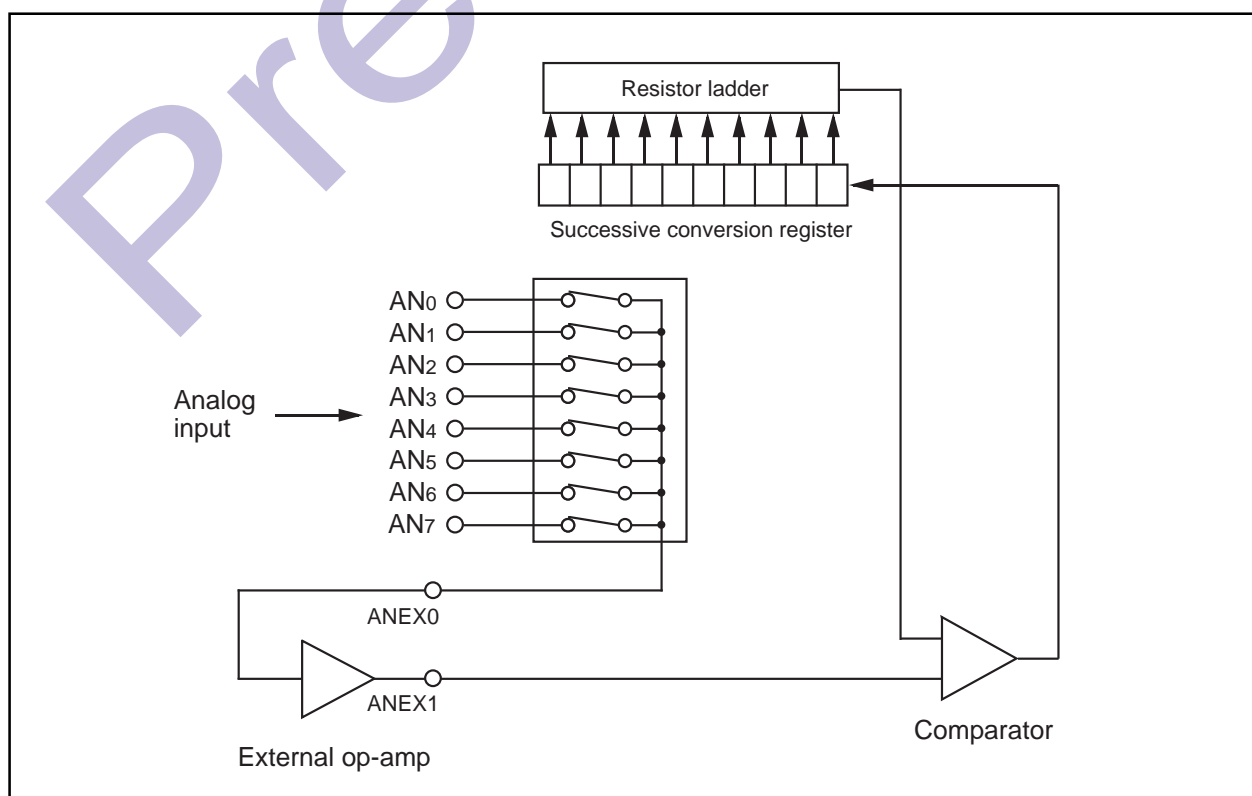 Pre
Resistor ladder
Successive conversion register
AN0
AN1
AN2
AN3
Analog
input
AN4
AN5
AN6
AN7
ANEX0
ANEX1
External op-amp
Comparator